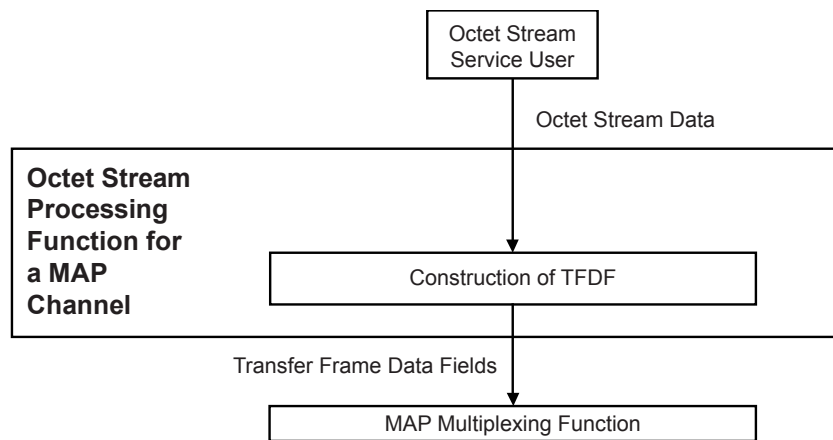 Octet Stream
Service User
Octet Stream Data
Octet Stream
Processing
Function for
a MAP
Channel
Construction of TFDF
Transfer Frame Data Fields
MAP Multiplexing Function